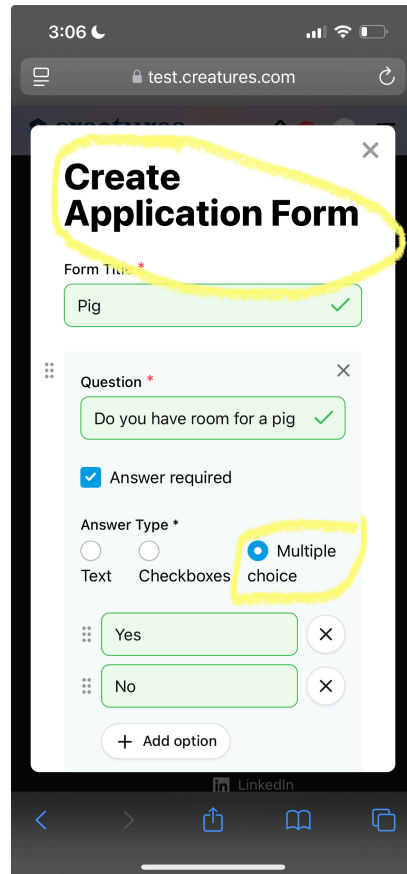 3:06
test.creatures.com
Create
Application Form
Form Title *
Pig
Question *
Do you have room for a pig
Answer required
Answer Type *
Text
Checkboxes
Multiple choice
Yes
No
+ Add option
in LinkedIn